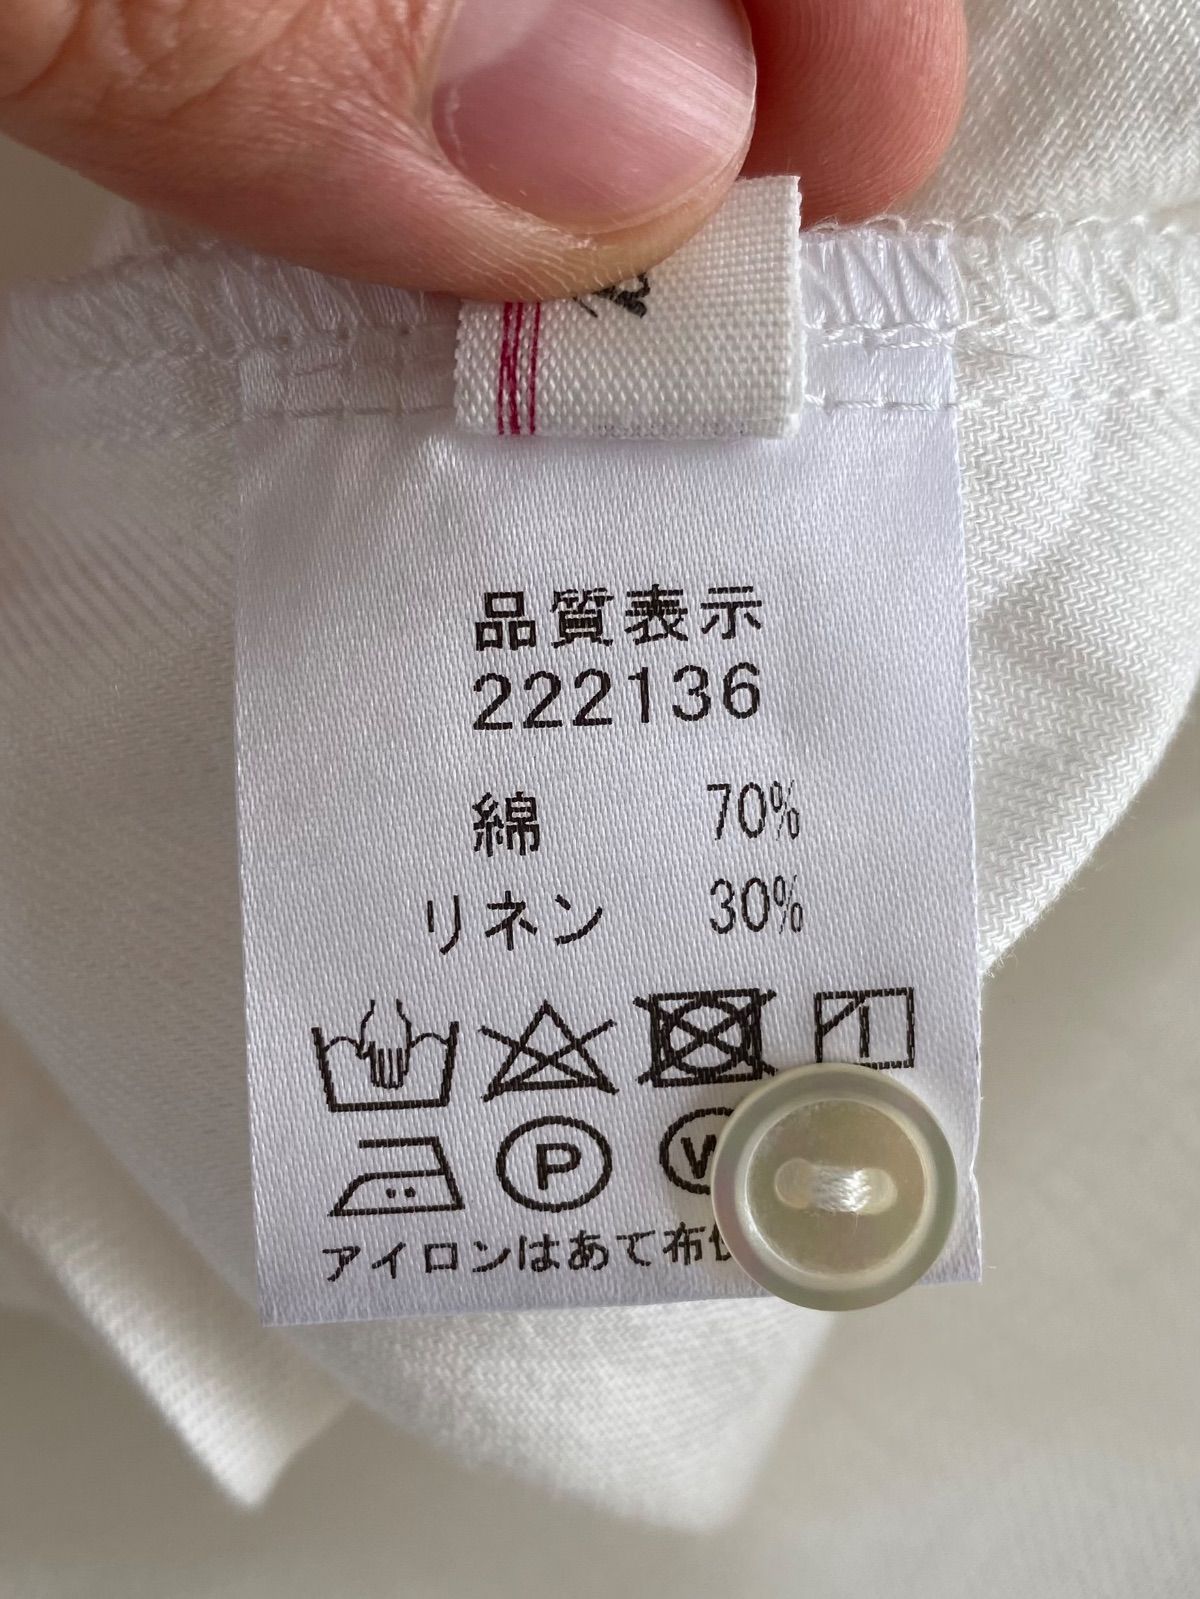 品質表示
222136
綿 70%
リネン 30%
P W
アイロンはあて布